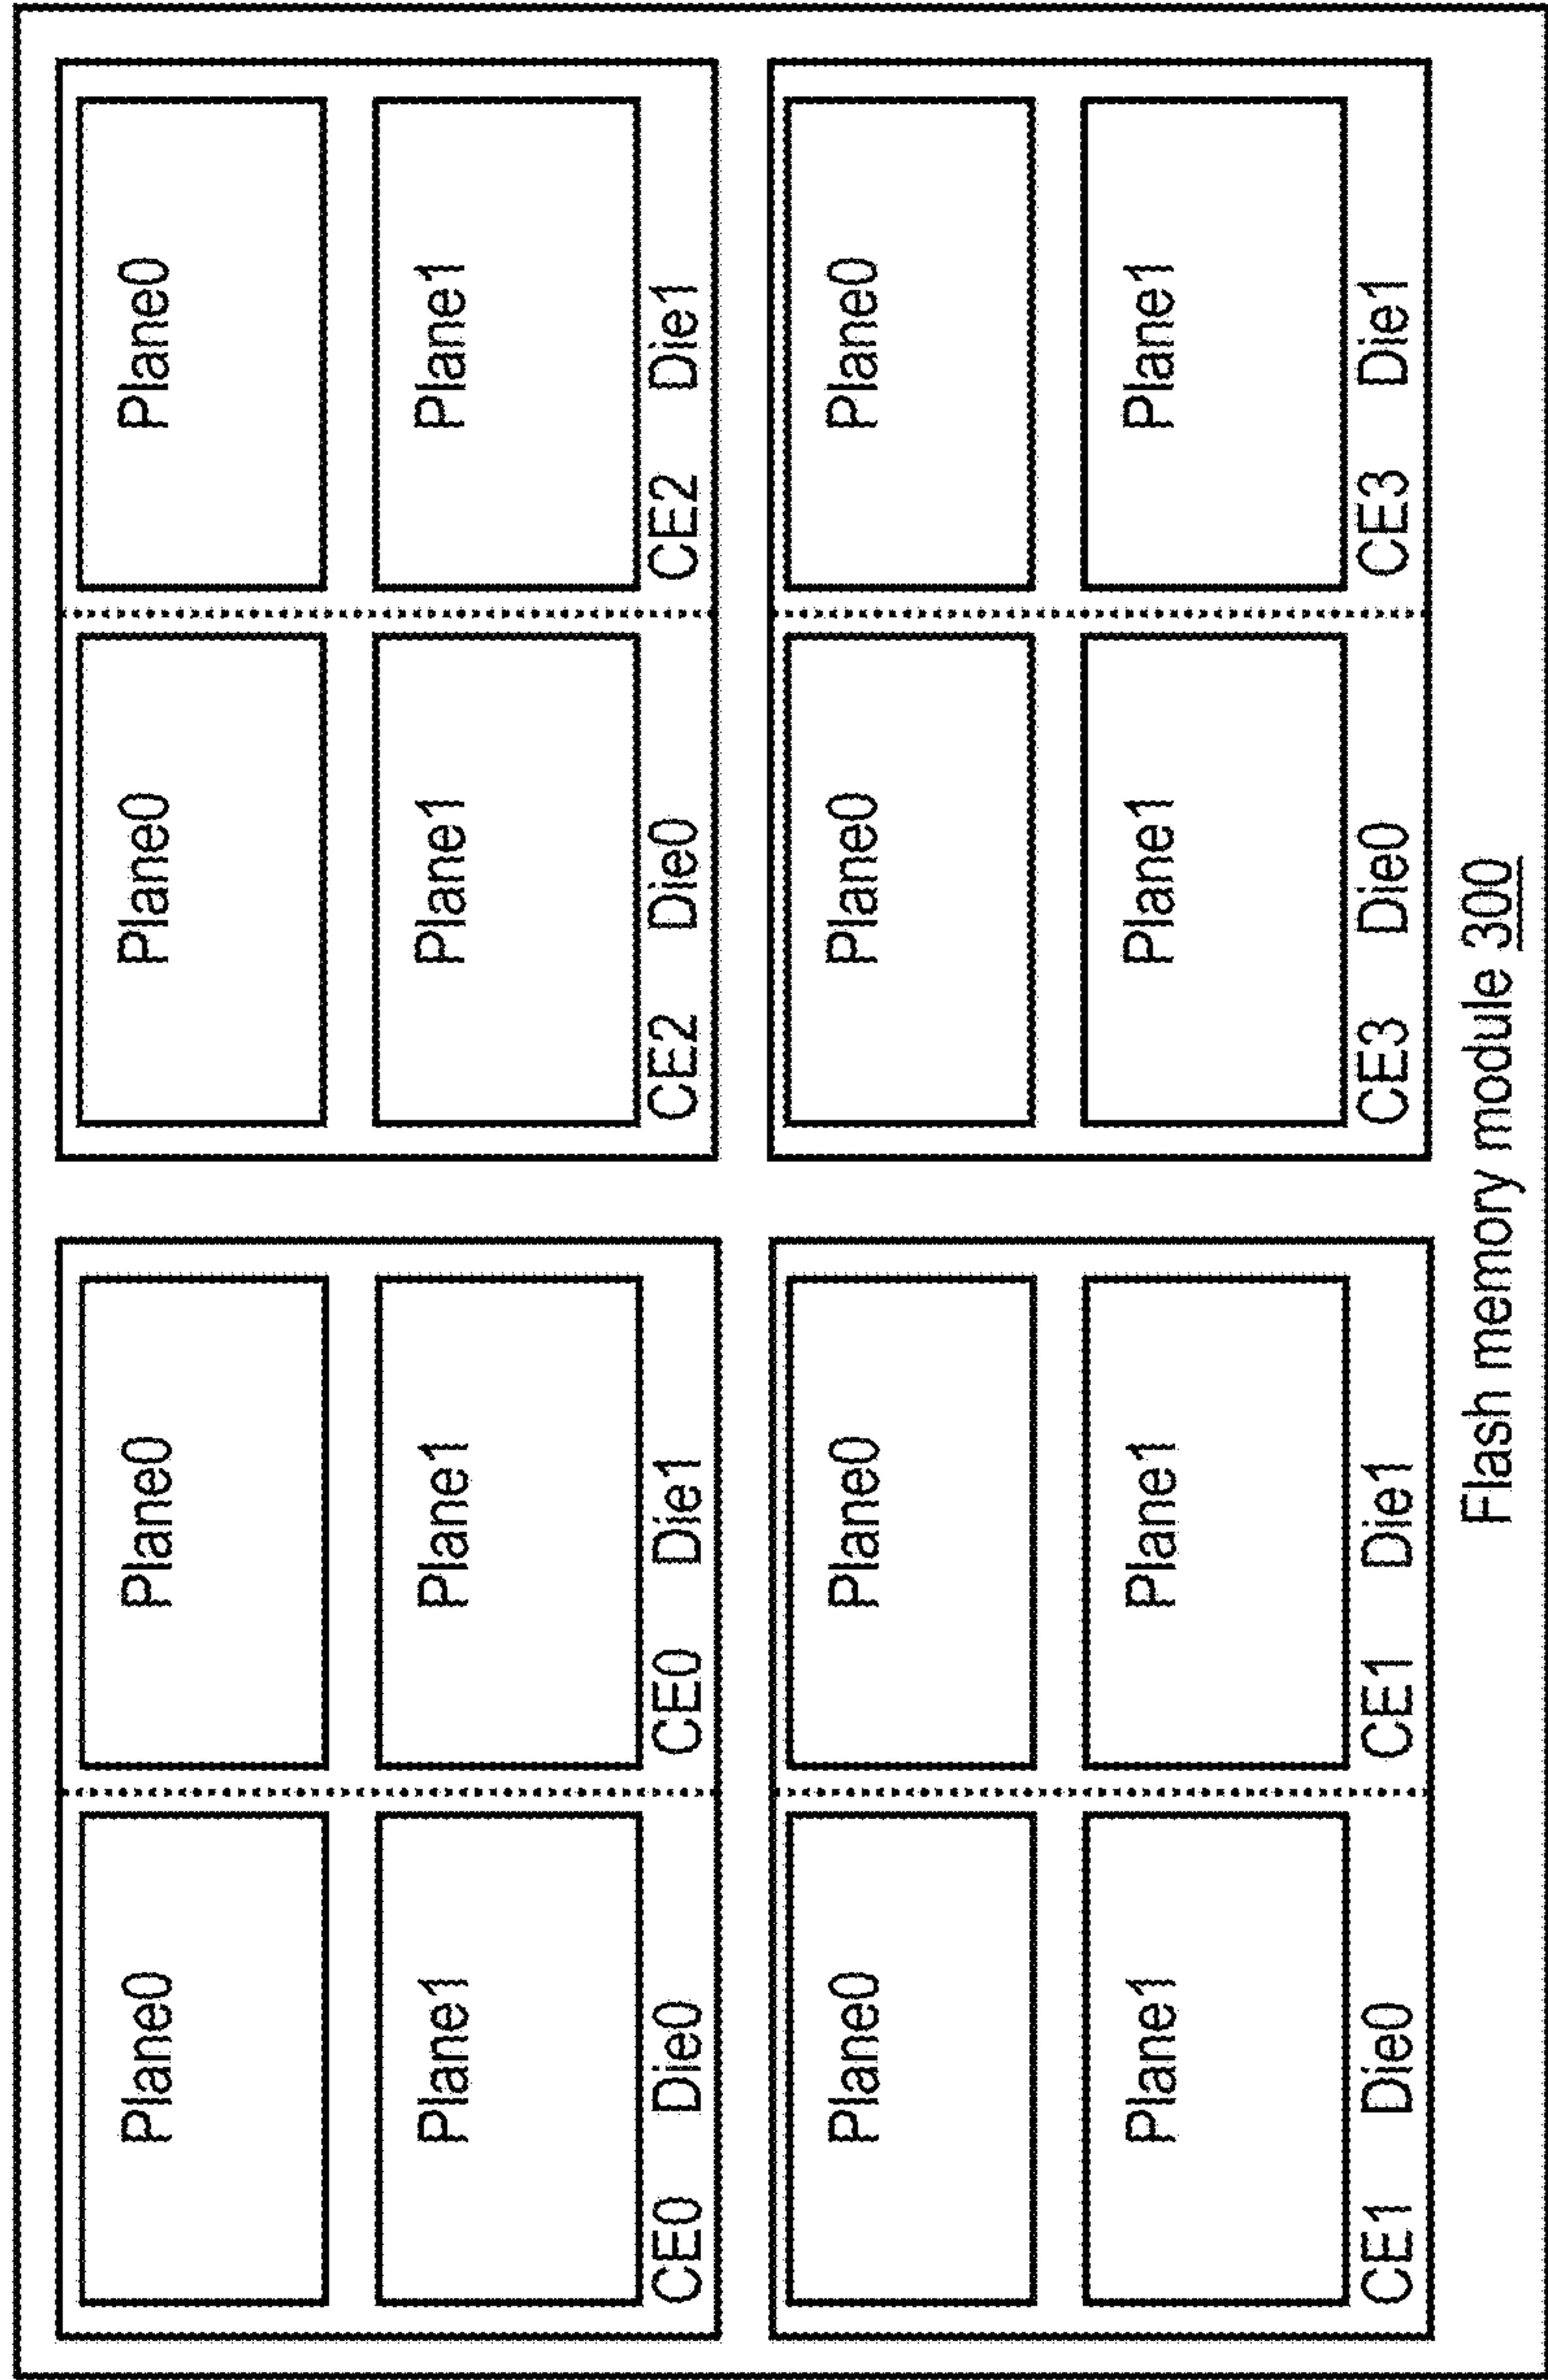 Plane0
Plane0
Plane1
Plane1
CE0 Die0
CE0 Die1
Plane0
Plane0
Plane1
Plane1
CE2 Die0
CE2 Die1
Plane0
Plane0
Plane1
Plane1
CE1 Die0
CE1 Die1
Plane0
Plane0
Plane1
Plane1
CE3 Die0
CE3 Die1
Flash memory module 300